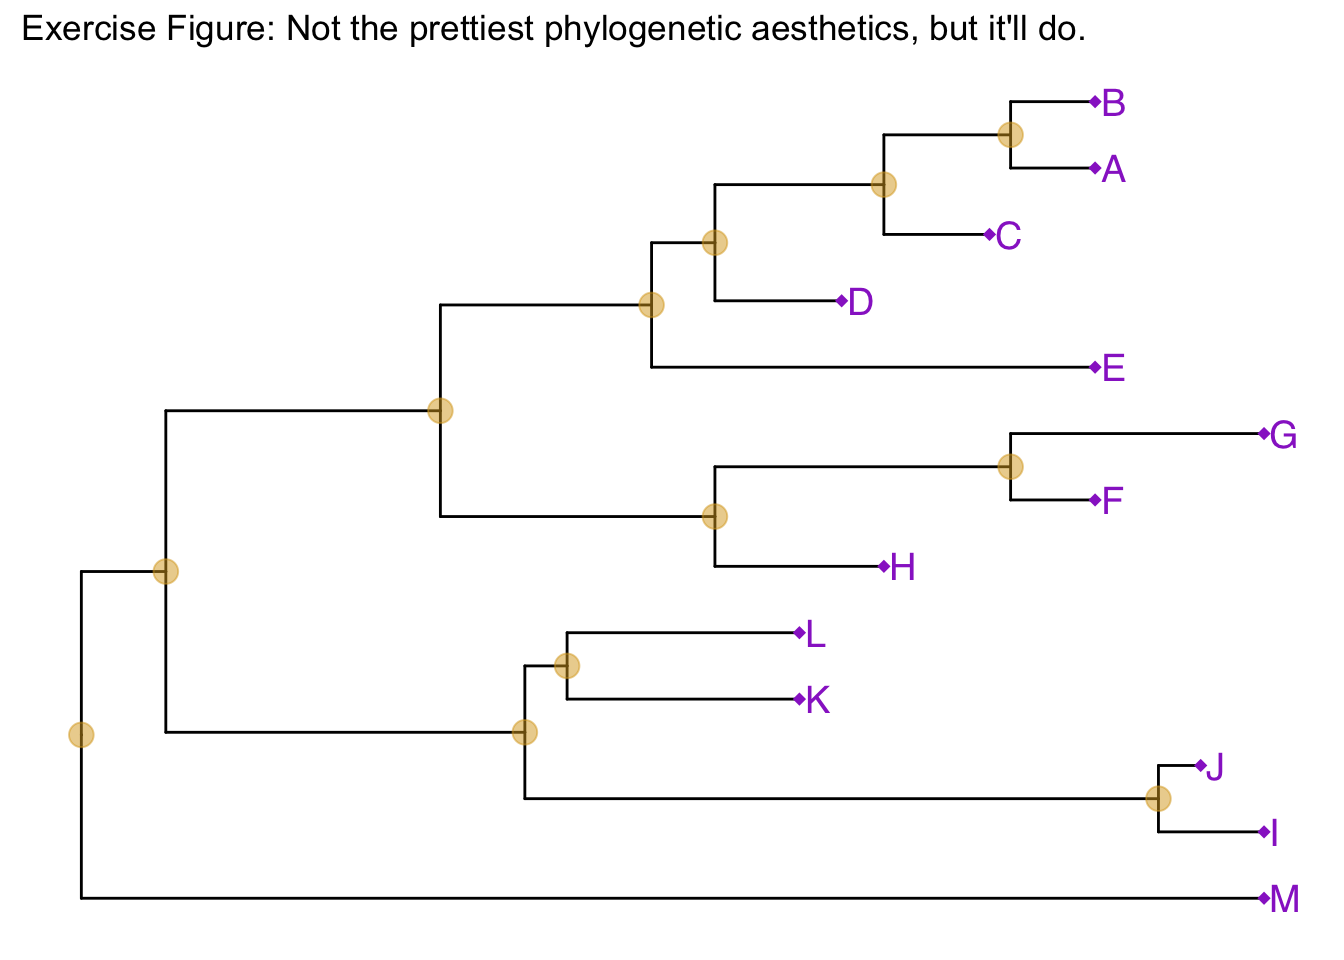 Exercise Figure: Not the prettiest phylogenetic aesthetics, but it'll do.
B
A
C
D
E
G
F
H
L
K
J
I
M